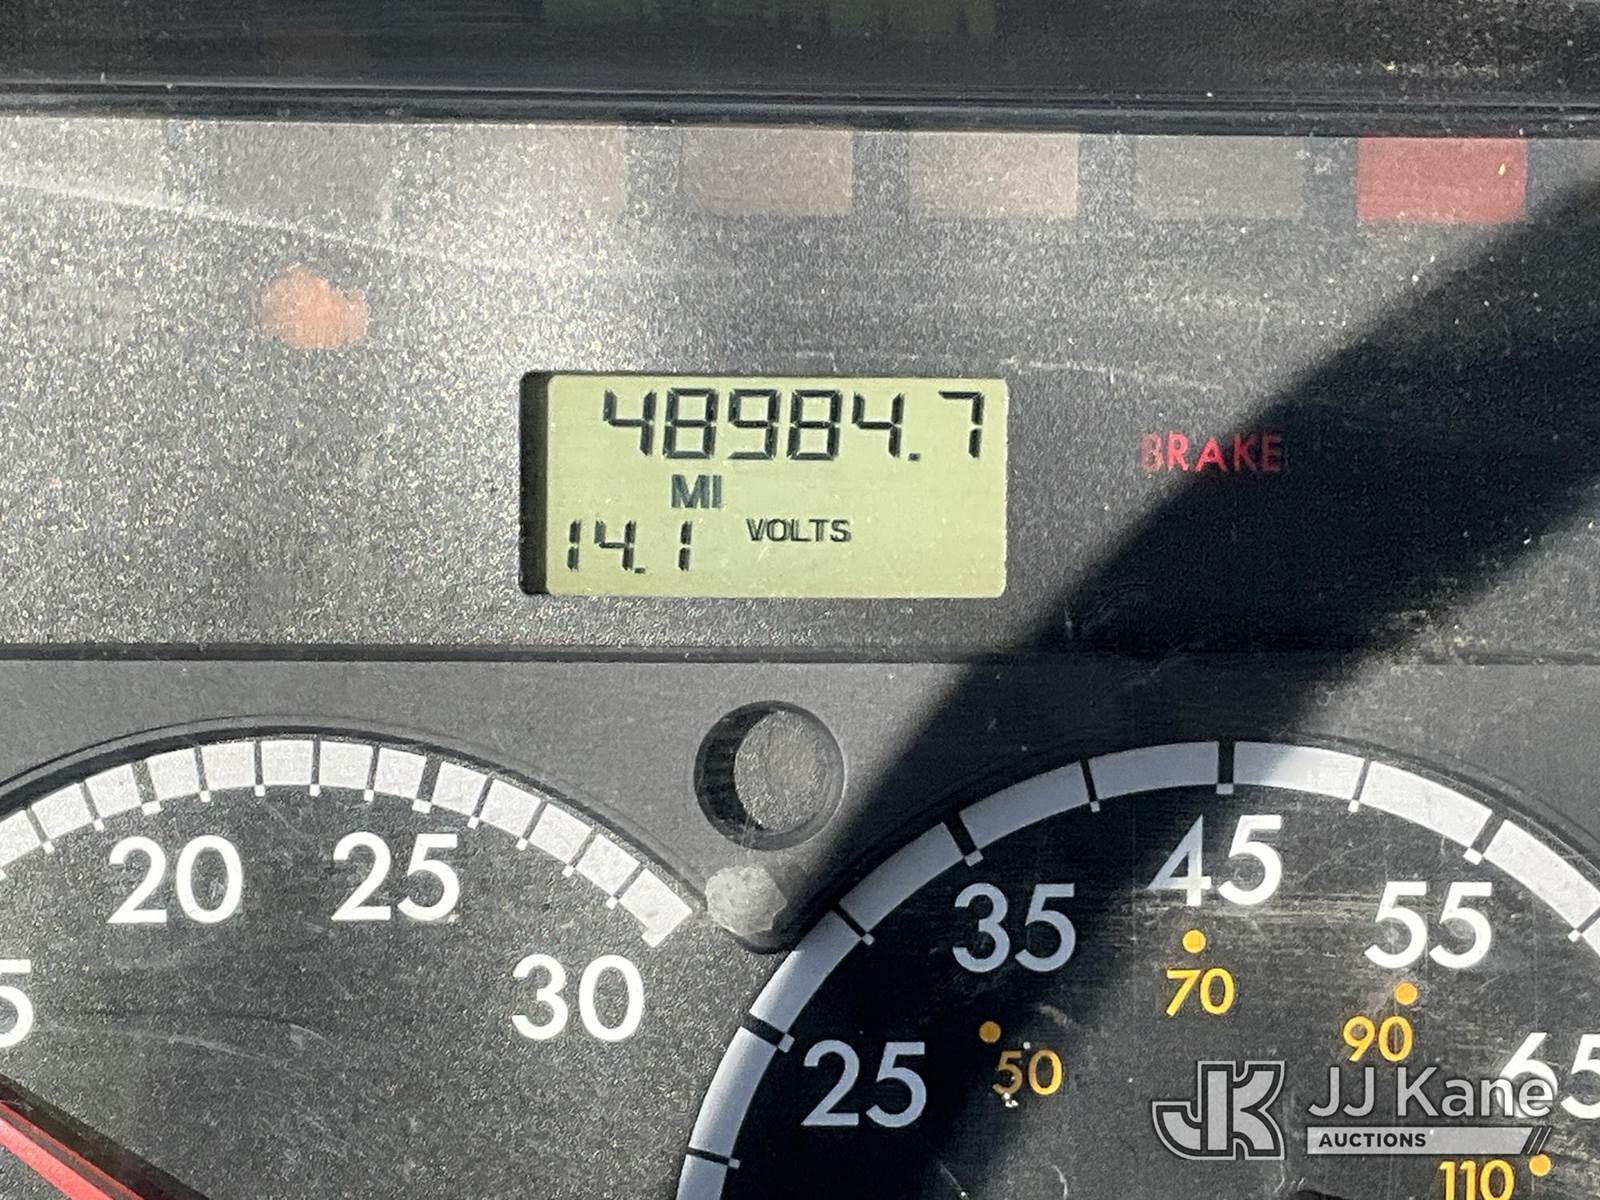 48984.7
MI
14.1 VOLTS
BRAKE
20 25 30
25 35 45 55
50 70 90 110
JK JJ Kane
AUCTIONS